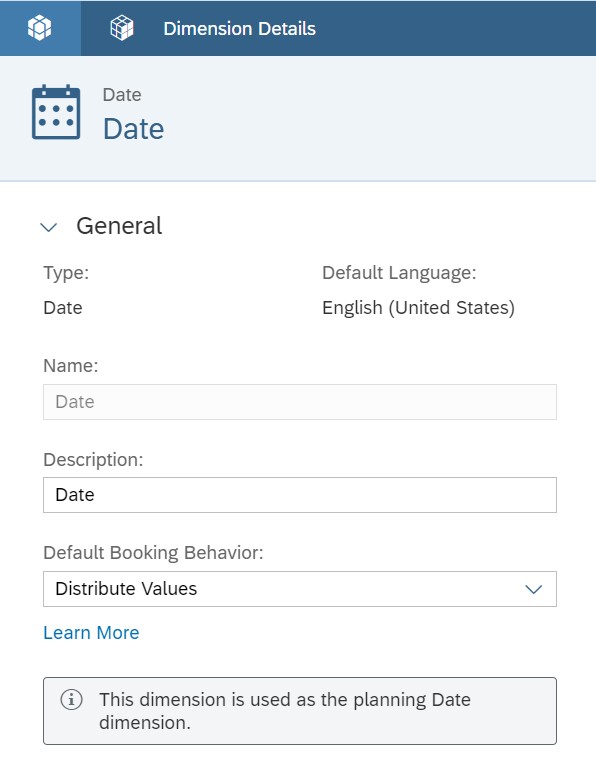 Dimension Details
Date
Date
General
Type:
Default Language:
Date
English (United States)
Name:
Date
Description:
Date
Default Booking Behavior:
Distribute Values
Learn More
This dimension is used as the planning Date
dimension.